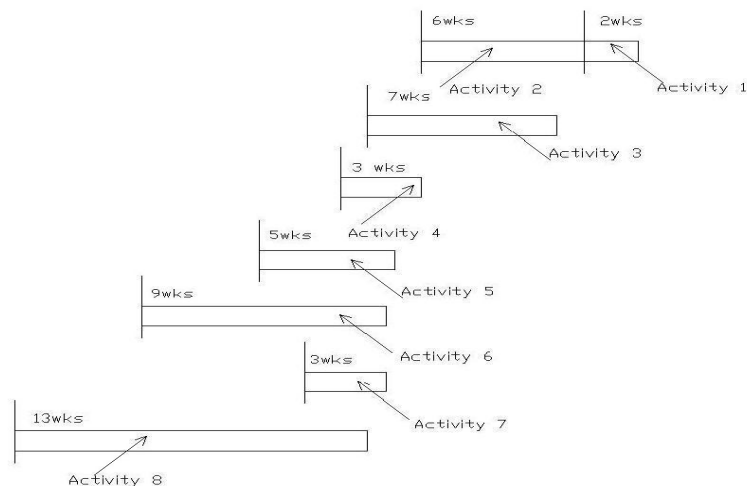 6wks 2wks
Activity 2 Activity 1
7wks
Activity 3
3 wks
Activity 4
5wks
Activity 5
9wks
Activity 6
3wks
Activity 7
13wks
Activity 8